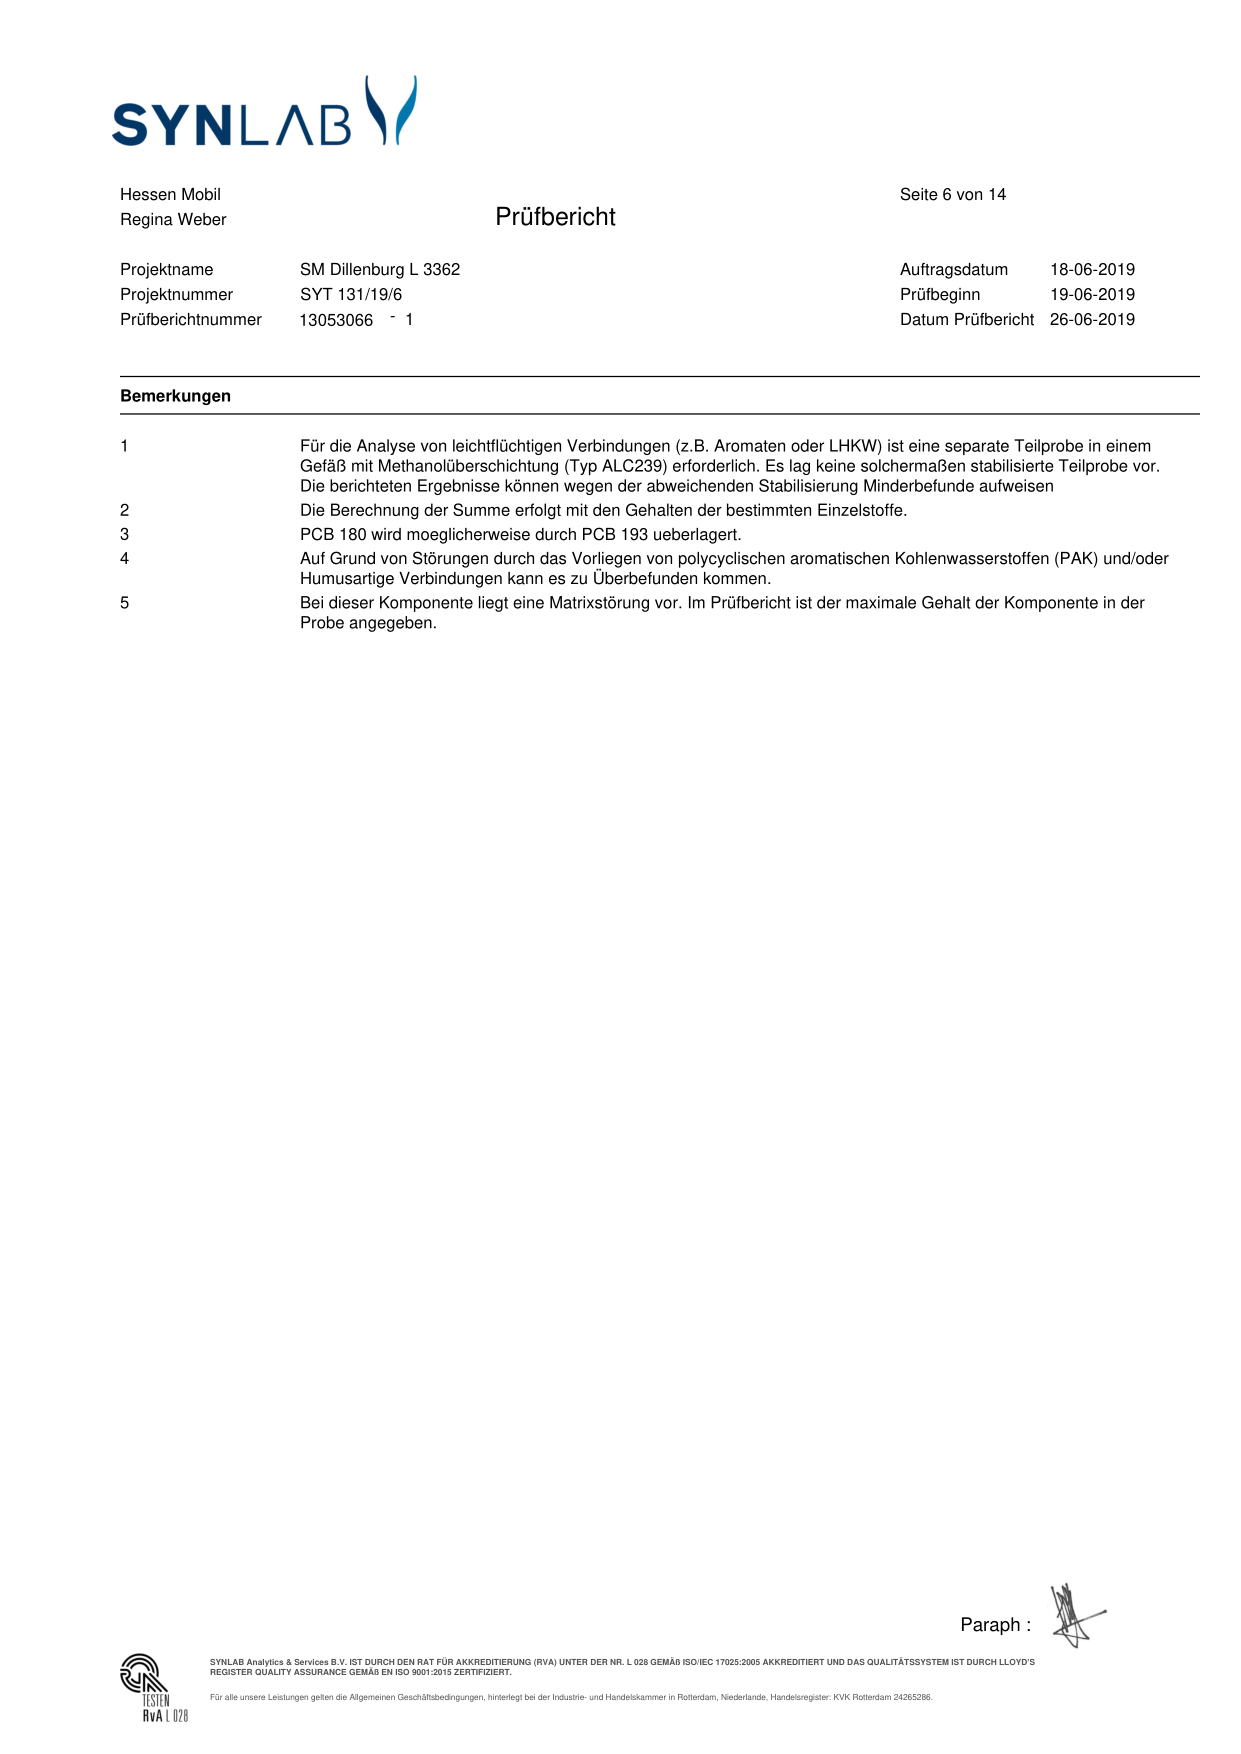 SYNLAB
Hessen Mobil
Regina Weber
Prüfbericht
Seite 6 von 14
Projektname SM Dillenburg L 3362
Projektnummer SYT 131/19/6
Prüfberichtnummer 13053066 - 1
Auftragsdatum 18-06-2019
Prüfbeginn 19-06-2019
Datum Prüfbericht 26-06-2019
Bemerkungen
1 Für die Analyse von leichtflüchtigen Verbindungen (z.B. Aromaten oder LHKW) ist eine separate Teilprobe in einem
Gefäß mit Methanolüberschichtung (Typ ALC239) erforderlich. Es lag keine solchermaßen stabilisierte Teilprobe vor.
Die berichteten Ergebnisse können wegen der abweichenden Stabilisierung Minderbefunde aufweisen
2 Die Berechnung der Summe erfolgt mit den Gehalten der bestimmten Einzelstoffe.
3 PCB 180 wird moeglicherweise durch PCB 193 ueberlagert.
4 Auf Grund von Störungen durch das Vorliegen von polycyclischen aromatischen Kohlenwasserstoffen (PAK) und/oder
Humusartige Verbindungen kann es zu Überbefunden kommen.
5 Bei dieser Komponente liegt eine Matrixstörung vor. Im Prüfbericht ist der maximale Gehalt der Komponente in der
Probe angegeben.
Paraph :
TESTEN
RvA L 028
SYNLAB Analytics & Services B.V. IST DURCH DEN RAT FÜR AKKREDITIERUNG (RVA) UNTER DER NR. L 028 GEMÄß ISO/IEC 17025:2005 AKKREDITIERT UND DAS QUALITÄTSSYSTEM IST DURCH LLOYD'S
REGISTER QUALITY ASSURANCE GEMÄß EN ISO 9001:2015 ZERTIFIZIERT.
Für alle unsere Leistungen gelten die Allgemeinen Geschäftsbedingungen, hinterlegt bei der Industrie- und Handelskammer in Rotterdam, Niederlande, Handelsregister: KVK Rotterdam 24265286.